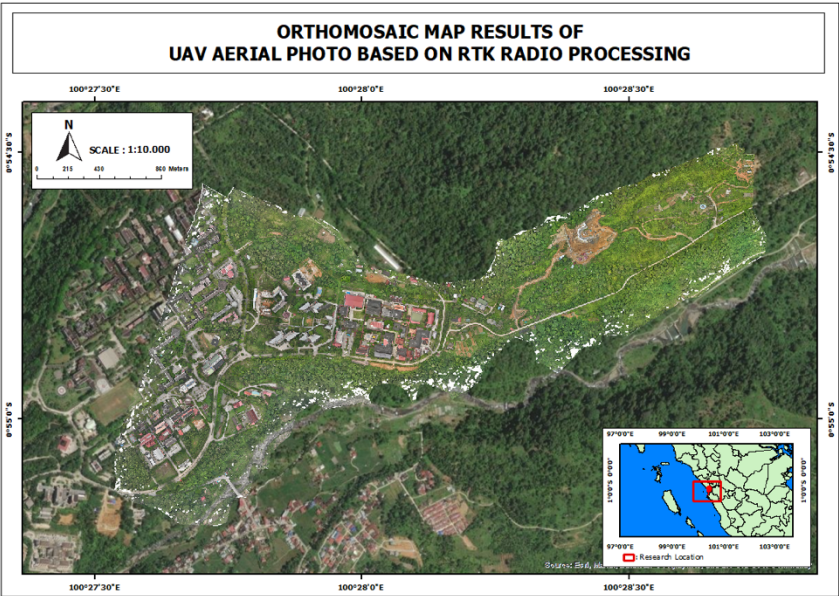 ORTHOMOSAIC MAP RESULTS OF
UAV AERIAL PHOTO BASED ON RTK RADIO PROCESSING
100°27'30"E 100°28'0"E 100°28'30"E
N
SCALE : 1:10.000
0 215 430 860 Meters
0°54'30"S 0°54'30"S
0°55'0"S 0°55'0"S
97°0'0"E 99°0'0"E 101°0'0"E 103°0'0"E
1°0'0"S 0°0' 1°0'0"S 0°0'
97°0'0"E 99°0'0"E 101°0'0"E 103°0'0"E
Research Location
Source: Esri,
100°27'30"E 100°28'0"E 100°28'30"E